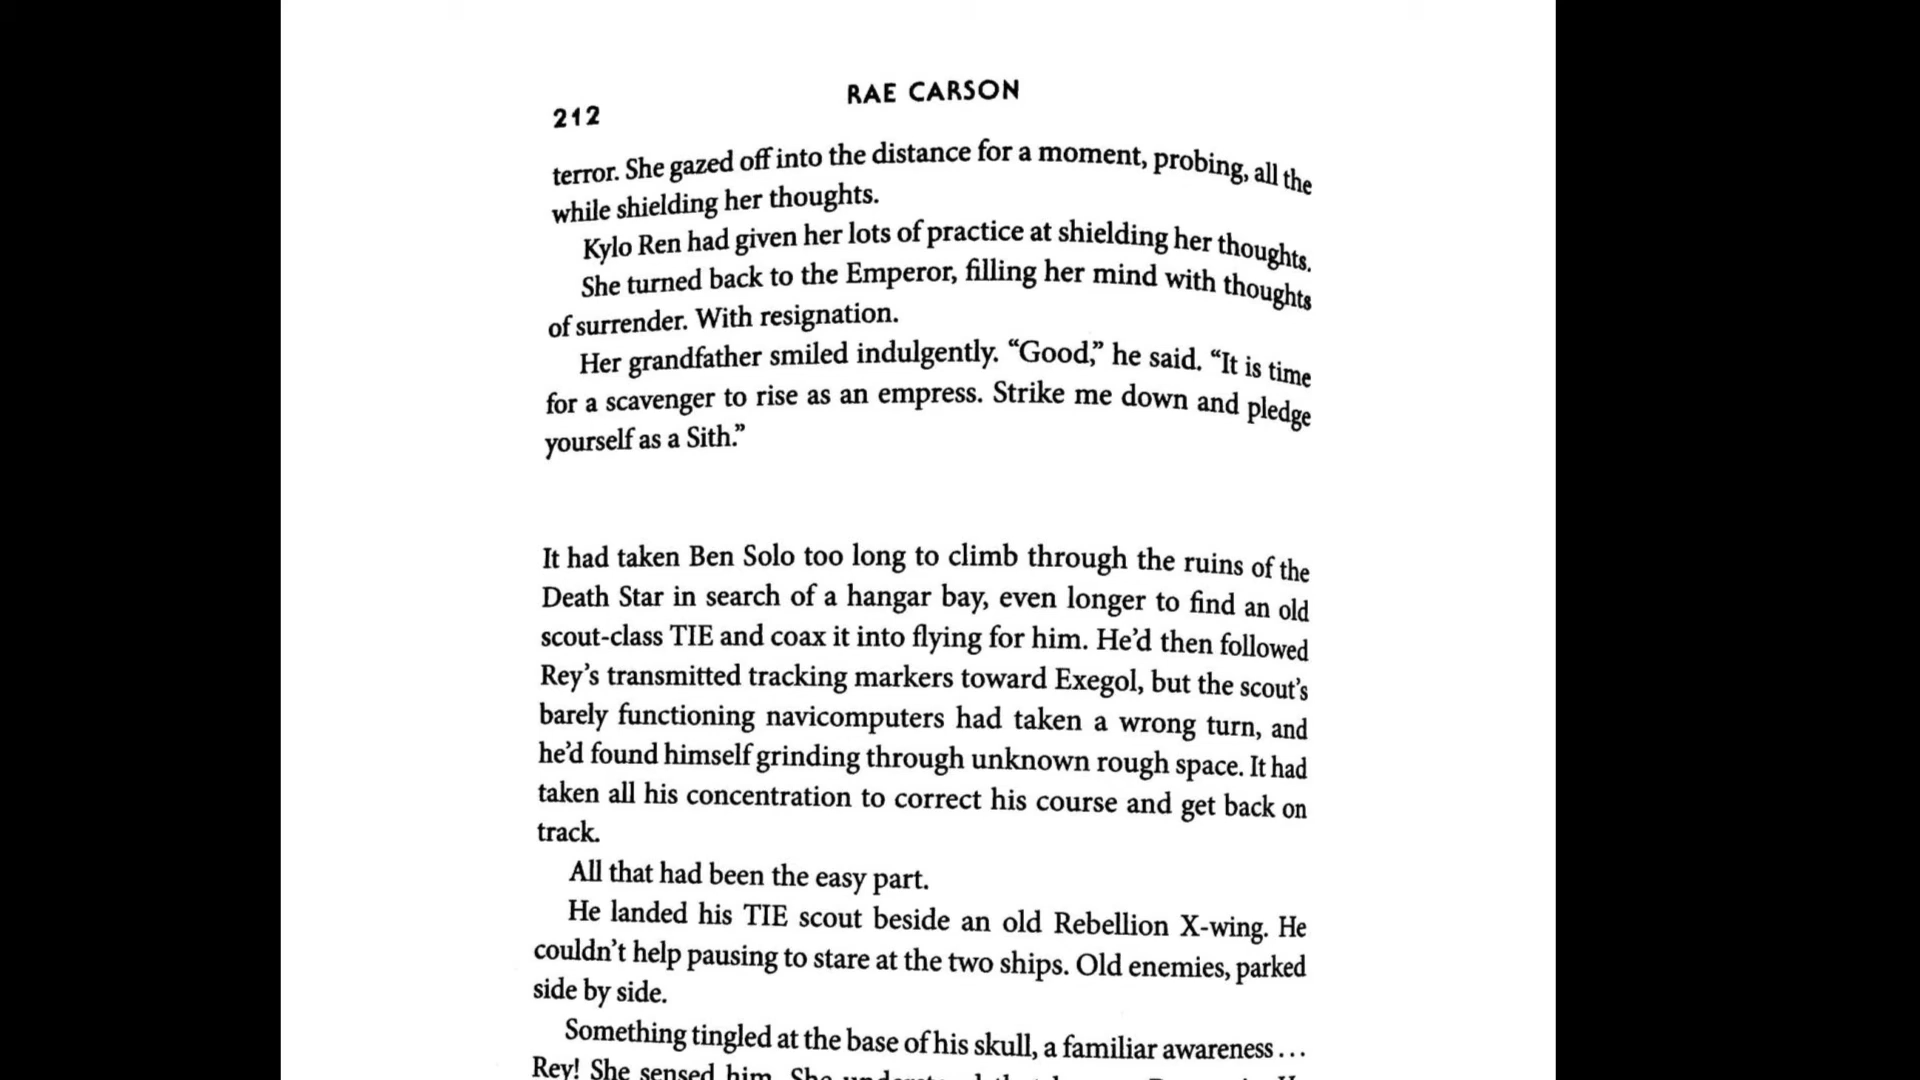 212
RAE CARSON
terror. She gazed off into the distance for a moment, probing, all the
while shielding her thoughts.
Kylo Ren had given her lots of practice at shielding her thoughts.
She turned back to the Emperor, filling her mind with thoughts
of surrender. With resignation.
Her grandfather smiled indulgently. “Good,” he said. “It is time
for a scavenger to rise as an empress. Strike me down and pledge
yourself as a Sith.”
It had taken Ben Solo too long to climb through the ruins of the
Death Star in search of a hangar bay, even longer to find an old
scout-class TIE and coax it into flying for him. He’d then followed
Rey’s transmitted tracking markers toward Exegol, but the scout’s
barely functioning navicomputers had taken a wrong turn, and
he’d found himself grinding through unknown rough space. It had
taken all his concentration to correct his course and get back on
track.
All that had been the easy part.
He landed his TIE scout beside an old Rebellion X-wing. He
couldn’t help pausing to stare at the two ships. Old enemies, parked
side by side.
Something tingled at the base of his skull, a familiar awareness . . .
Rey! She sensed him. She